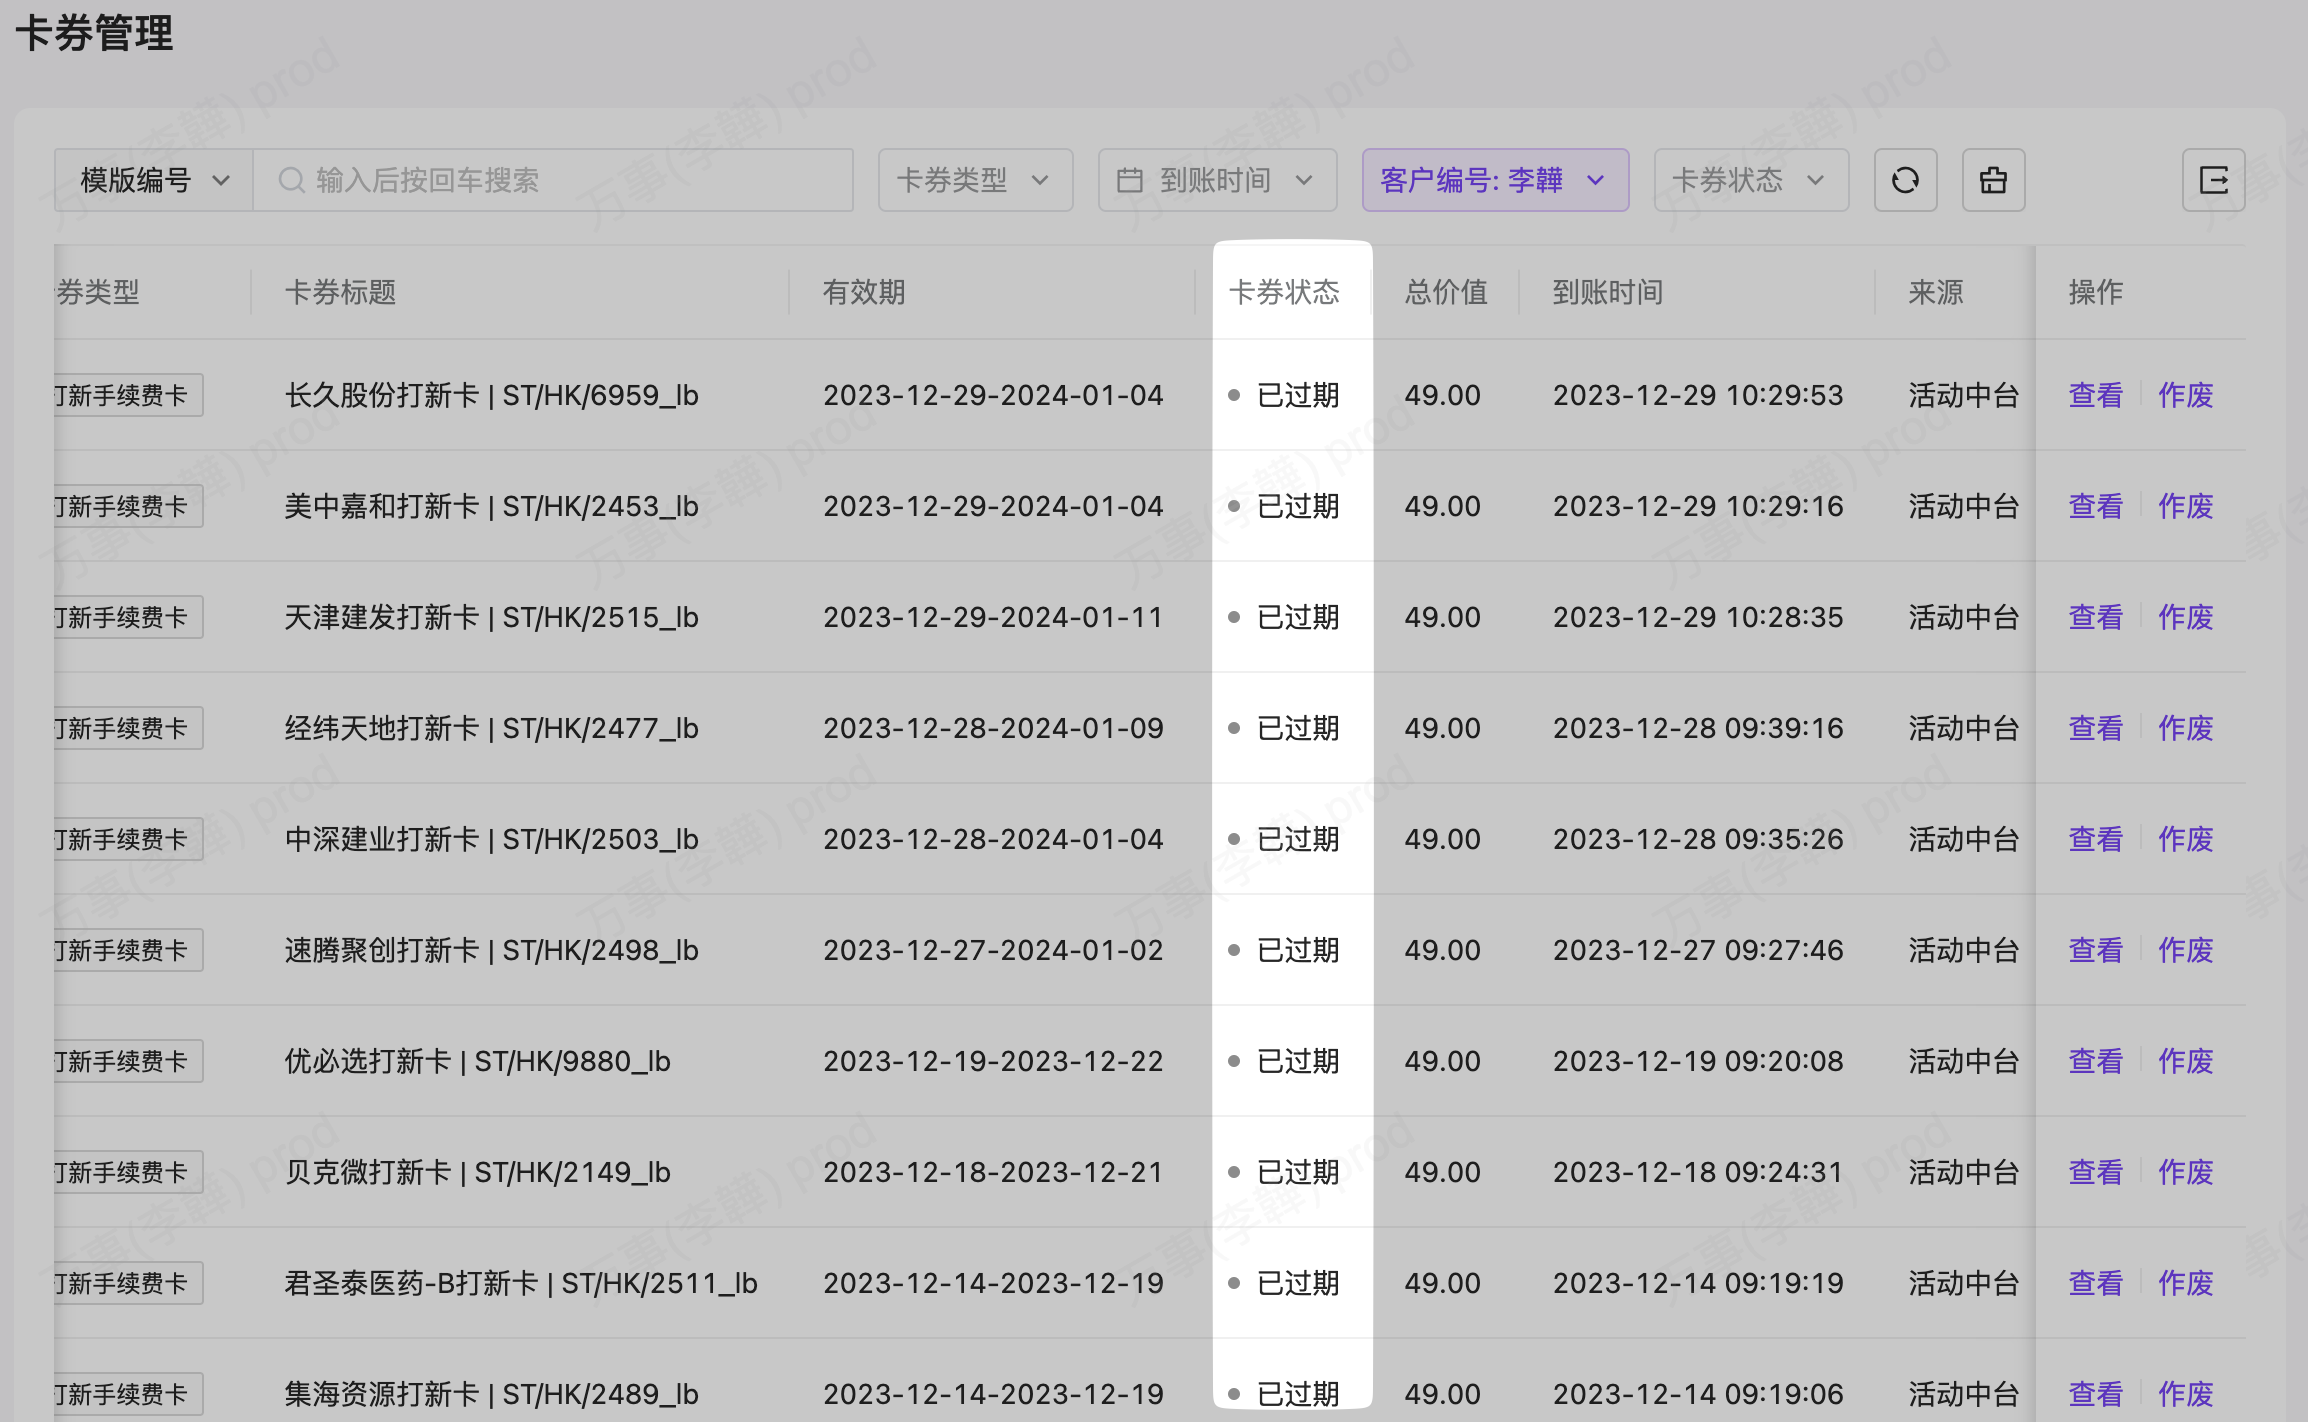 卡券管理
模版编号 输入后按回车搜索 卡券类型 到账时间 客户编号: 李韡 卡券状态
券类型 卡券标题 有效期 卡券状态 总价值 到账时间 来源 操作
打新手续费卡 长久股份打新卡 | ST/HK/6959_lb 2023-12-29-2024-01-04 已过期 49.00 2023-12-29 10:29:53 活动中台 查看 作废
打新手续费卡 美中嘉和打新卡 | ST/HK/2453_lb 2023-12-29-2024-01-04 已过期 49.00 2023-12-29 10:29:16 活动中台 查看 作废
打新手续费卡 天津建发打新卡 | ST/HK/2515_lb 2023-12-29-2024-01-11 已过期 49.00 2023-12-29 10:28:35 活动中台 查看 作废
打新手续费卡 经纬天地打新卡 | ST/HK/2477_lb 2023-12-28-2024-01-09 已过期 49.00 2023-12-28 09:39:16 活动中台 查看 作废
打新手续费卡 中深建业打新卡 | ST/HK/2503_lb 2023-12-28-2024-01-04 已过期 49.00 2023-12-28 09:35:26 活动中台 查看 作废
打新手续费卡 速腾聚创打新卡 | ST/HK/2498_lb 2023-12-27-2024-01-02 已过期 49.00 2023-12-27 09:27:46 活动中台 查看 作废
打新手续费卡 优必选打新卡 | ST/HK/9880_lb 2023-12-19-2023-12-22 已过期 49.00 2023-12-19 09:20:08 活动中台 查看 作废
打新手续费卡 贝克微打新卡 | ST/HK/2149_lb 2023-12-18-2023-12-21 已过期 49.00 2023-12-18 09:24:31 活动中台 查看 作废
打新手续费卡 君圣泰医药-B打新卡 | ST/HK/2511_lb 2023-12-14-2023-12-19 已过期 49.00 2023-12-14 09:19:19 活动中台 查看 作废
打新手续费卡 集海资源打新卡 | ST/HK/2489_lb 2023-12-14-2023-12-19 已过期 49.00 2023-12-14 09:19:06 活动中台 查看 作废
万事(李韡) prod